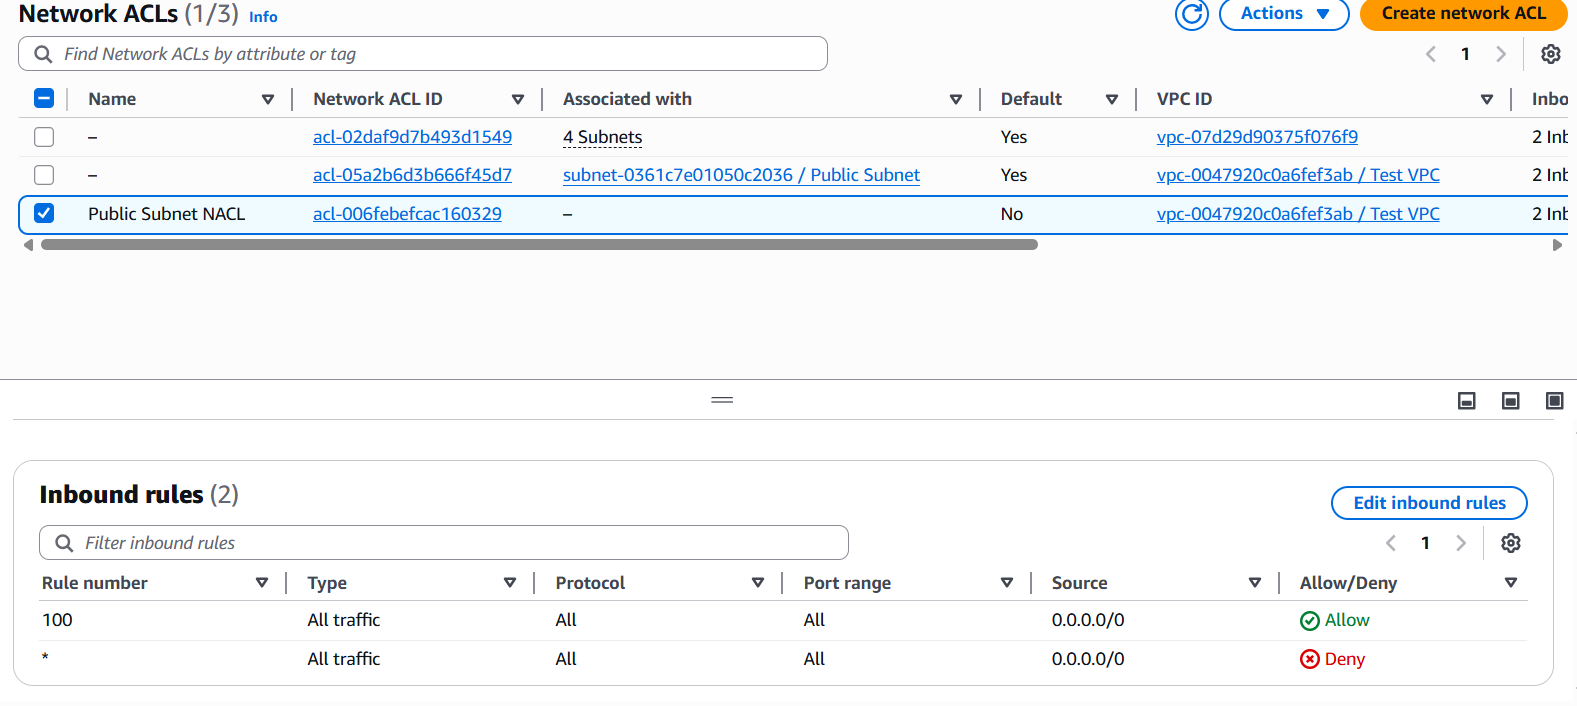 Network ACLs (1/3) Info Actions Create network ACL
Find Network ACLs by attribute or tag 1
Name Network ACL ID Associated with Default VPC ID Inbo
– acl-02daf9d7b493d1549 4 Subnets Yes vpc-07d29d90375f076f9 2 Inb
– acl-05a2b6d3b666f45d7 subnet-0361c7e01050c2036 / Public Subnet Yes vpc-0047920c0a6fef3ab / Test VPC 2 Inb
Public Subnet NACL acl-006febefcac160329 – No vpc-0047920c0a6fef3ab / Test VPC 2 Inb
Inbound rules (2) Edit inbound rules
Filter inbound rules 1
Rule number Type Protocol Port range Source Allow/Deny
100 All traffic All All 0.0.0.0/0 Allow
* All traffic All All 0.0.0.0/0 Deny